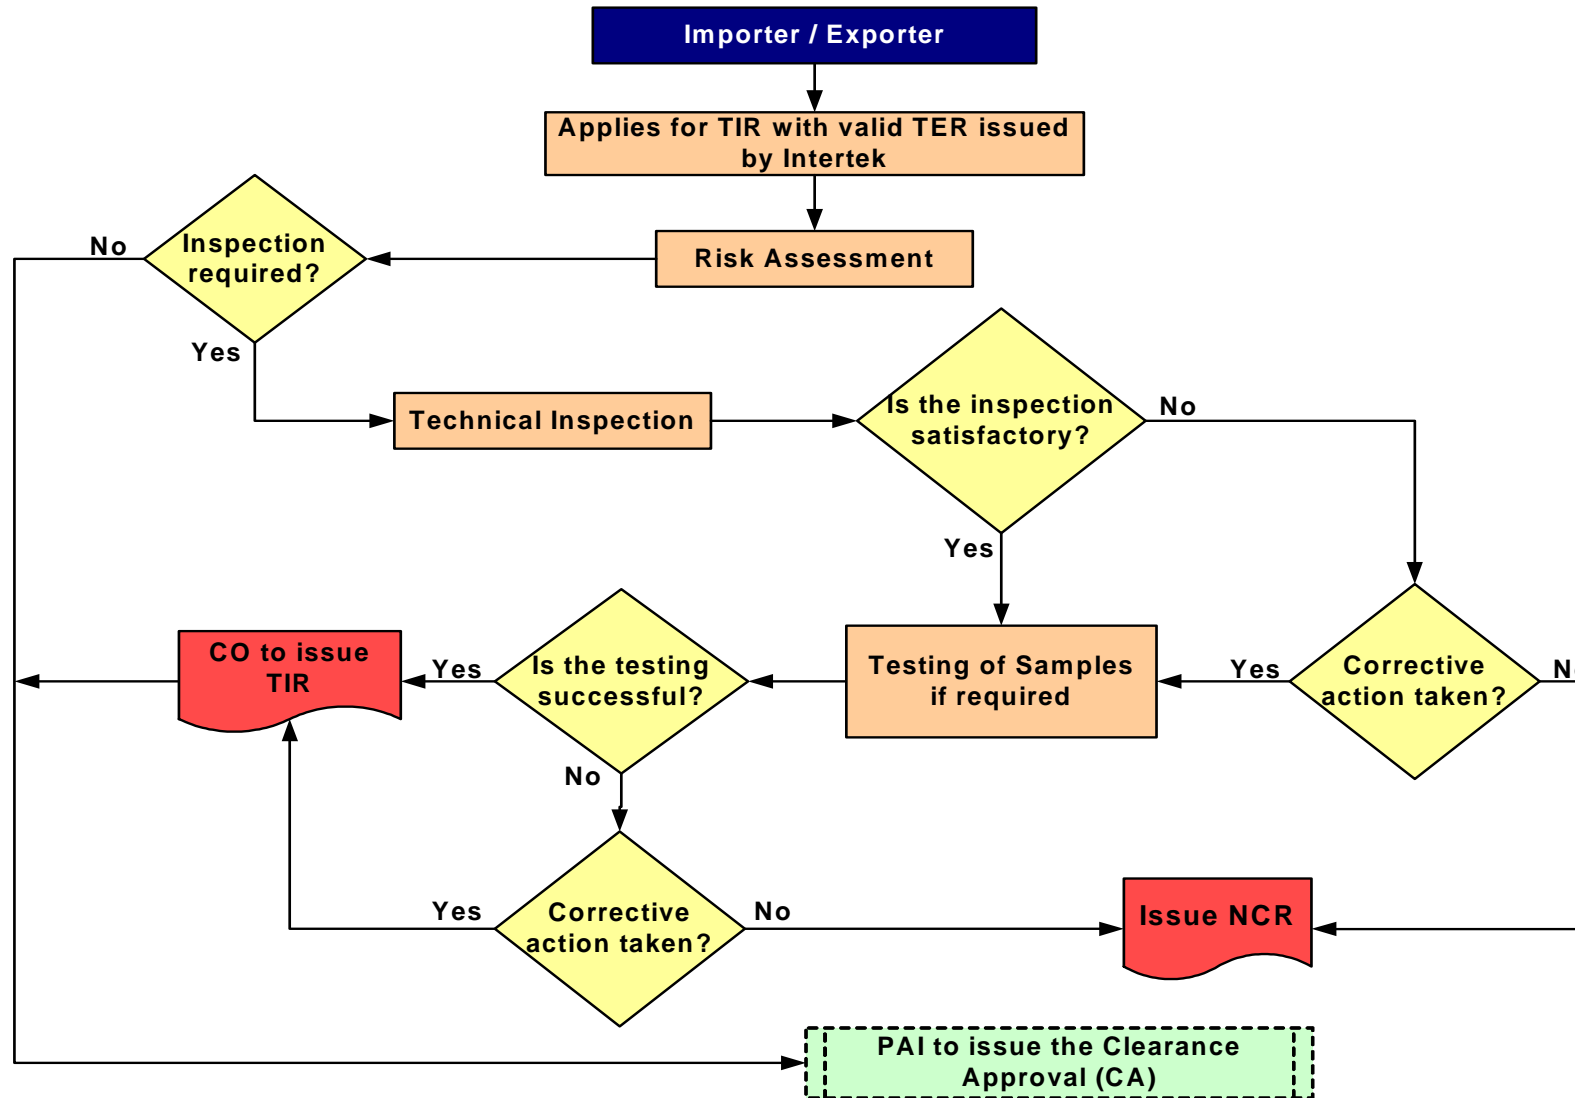 Importer / Exporter
Applies for TIR with valid TER issued
by Intertek
No
Inspection
required?
Risk Assessment
Yes
Technical Inspection
Is the inspection
satisfactory?
No
Yes
CO to issue
TIR
Yes
Is the testing
successful?
Testing of Samples
if required
Yes
Corrective
action taken?
No
No
Yes
Corrective
action taken?
No
Issue NCR
PAI to issue the Clearance
Approval (CA)